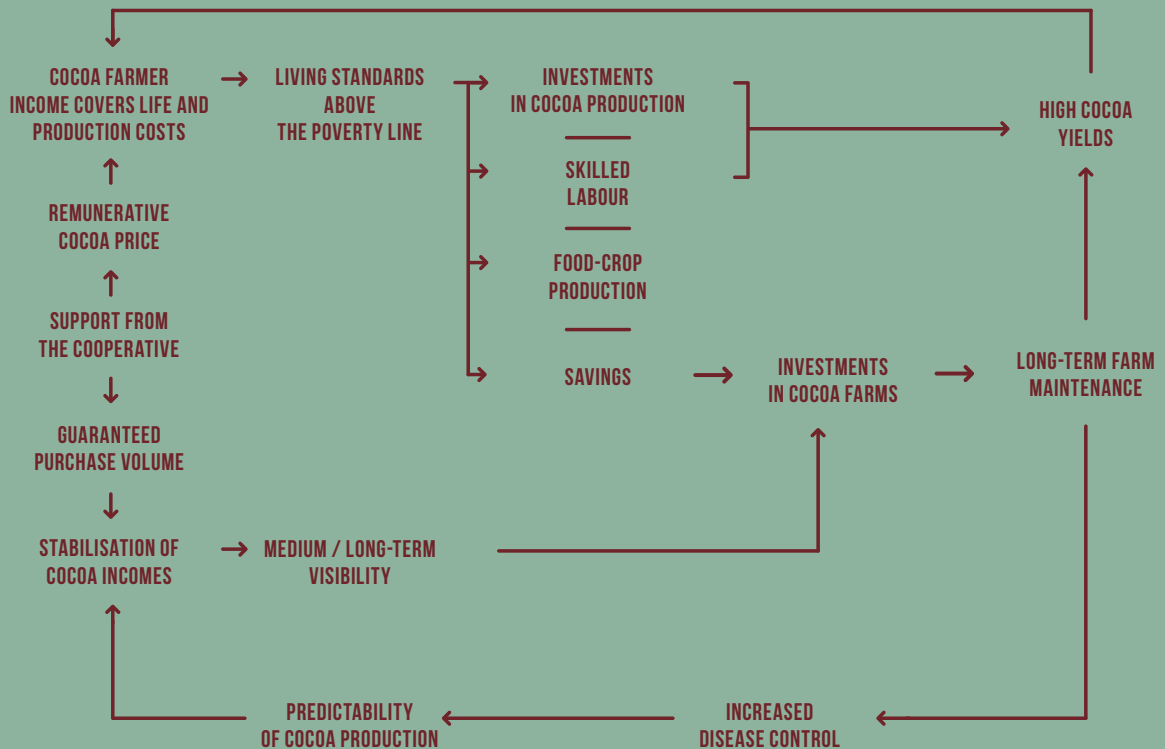 COCOA FARMER
INCOME COVERS LIFE AND
PRODUCTION COSTS
LIVING STANDARDS
ABOVE
THE POVERTY LINE
INVESTMENTS
IN COCOA PRODUCTION
HIGH COCOA
YIELDS
SKILLED
LABOUR
REMUNERATIVE
COCOA PRICE
FOOD-CROP
PRODUCTION
SUPPORT FROM
THE COOPERATIVE
SAVINGS
INVESTMENTS
IN COCOA FARMS
LONG-TERM FARM
MAINTENANCE
GUARANTEED
PURCHASE VOLUME
STABILISATION OF
COCOA INCOMES
MEDIUM / LONG-TERM
VISIBILITY
PREDICTABILITY
OF COCOA PRODUCTION
INCREASED
DISEASE CONTROL